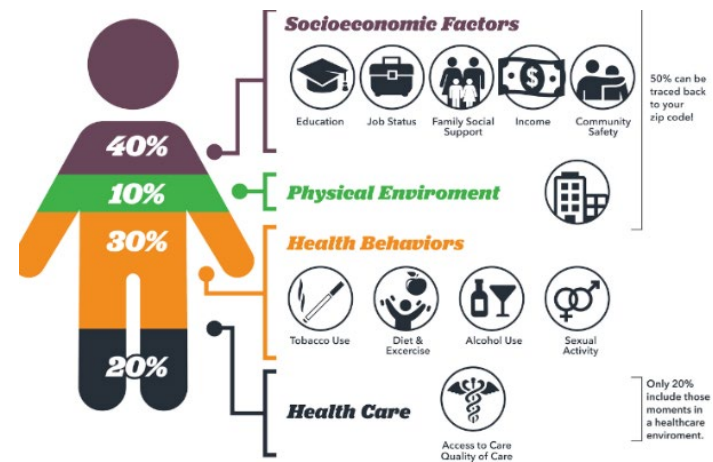 Socioeconomic Factors
Education
Job Status
Family Social
Support
Income
Community
Safety
50% can be
traced back
to your
zip code!
40%
10%
Physical Enviroment
30%
Health Behaviors
Tobacco Use
Diet &
Excercise
Alcohol Use
Sexual
Activity
20%
Health Care
Access to Care
Quality of Care
Only 20%
include those
moments in
a healthcare
enviroment.